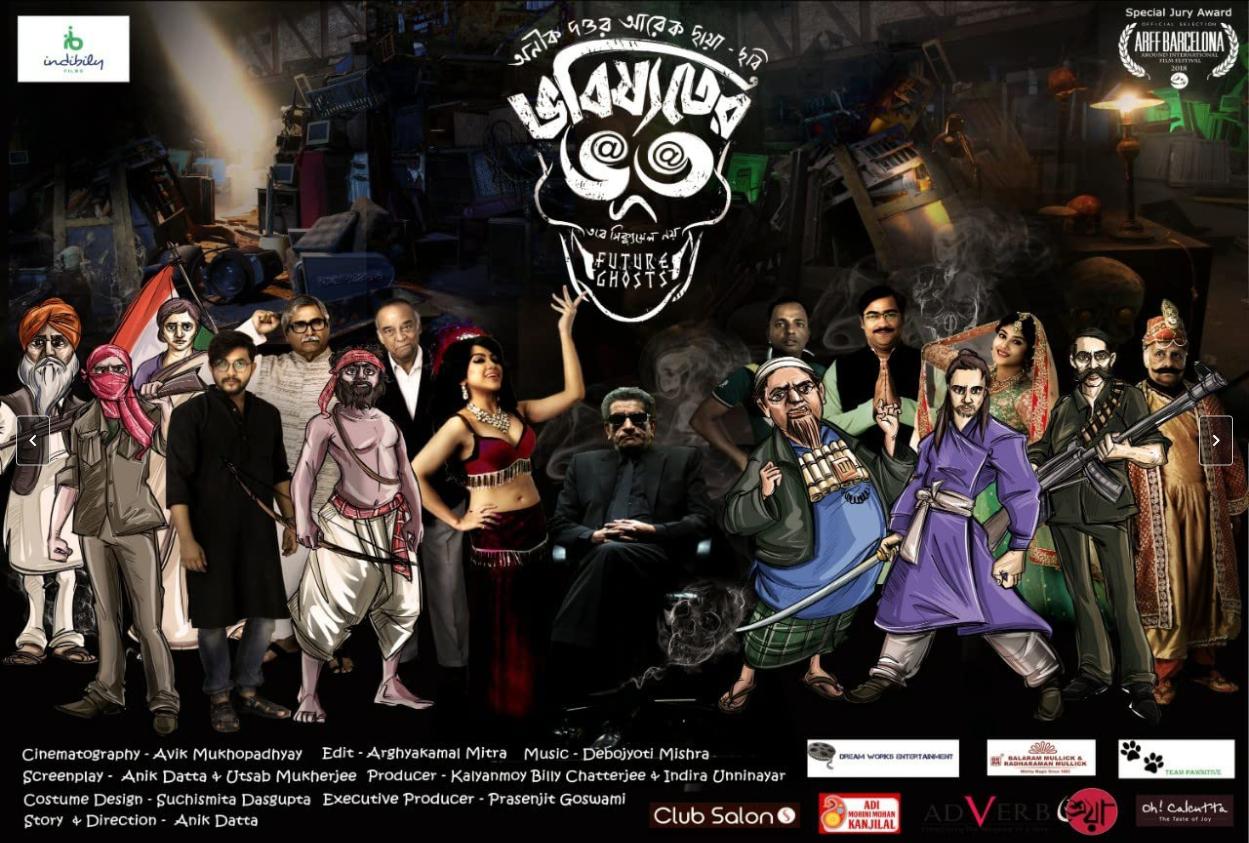 indibily
FILMS
অনীক দত্তর আরেক ছায়া - ছবি
ভবিষ্যতের
ভূত
@ @
তবে সিক্যুয়েল নয়
FUTURE
GHOSTS
Special Jury Award
OFFICIAL SELECTION
ARFF BARCELONA
AROUND INTERNATIONAL
FILM FESTIVAL
2018
Cinematography - Avik Mukhopadhyay Edit - Arghyakamal Mitra Music - Debojyoti Mishra
Screenplay - Anik Datta & Utsab Mukherjee Producer - Kalyanmoy Billy Chatterjee & Indira Unninayar
Costume Design - Suchismita Dasgupta Executive Producer - Prasenjit Goswami
Story & Direction - Anik Datta
DREAM WORKS ENTERTAINMENT
BALARAM MULLICK &
RADHARAMAN MULLICK
TEAM PAWSITIVE
Club Salon S
ADI
MOHINI MOHAN
KANJILAL
ADVERB
Oh! Calcutta
The Taste of Joy